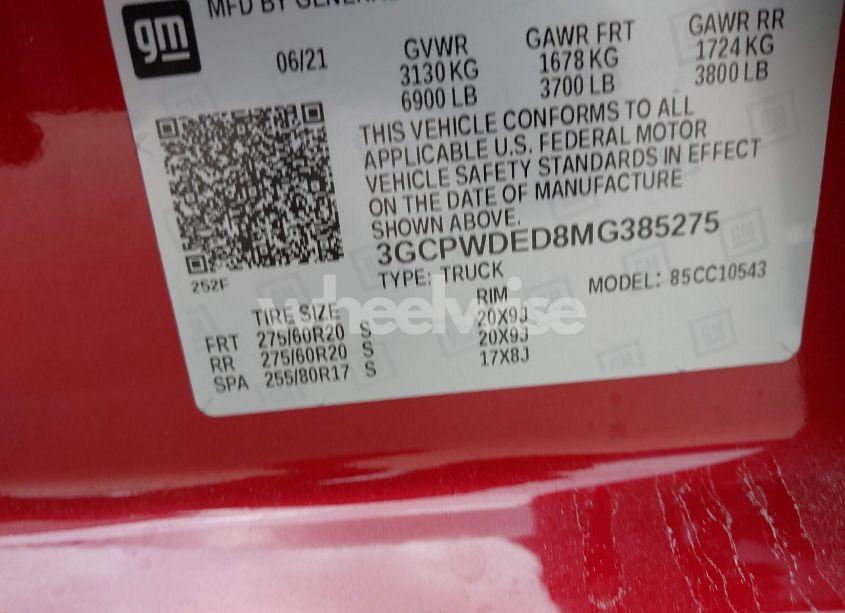 MFD BY GENERAL
gm
06/21
GVWR
3130 KG
6900 LB
GAWR FRT
1678 KG
3700 LB
GAWR RR
1724 KG
3800 LB
THIS VEHICLE CONFORMS TO ALL
APPLICABLE U.S. FEDERAL MOTOR
VEHICLE SAFETY STANDARDS IN EFFECT
ON THE DATE OF MANUFACTURE
SHOWN ABOVE.
3GCPWDED8MG385275
TYPE: TRUCK
MODEL: 85CC10543
252F
TIRE SIZE RIM
FRT 275/60R20 S 20X9J
RR 275/60R20 S 20X9J
SPA 255/80R17 S 17X8J
wheelwise